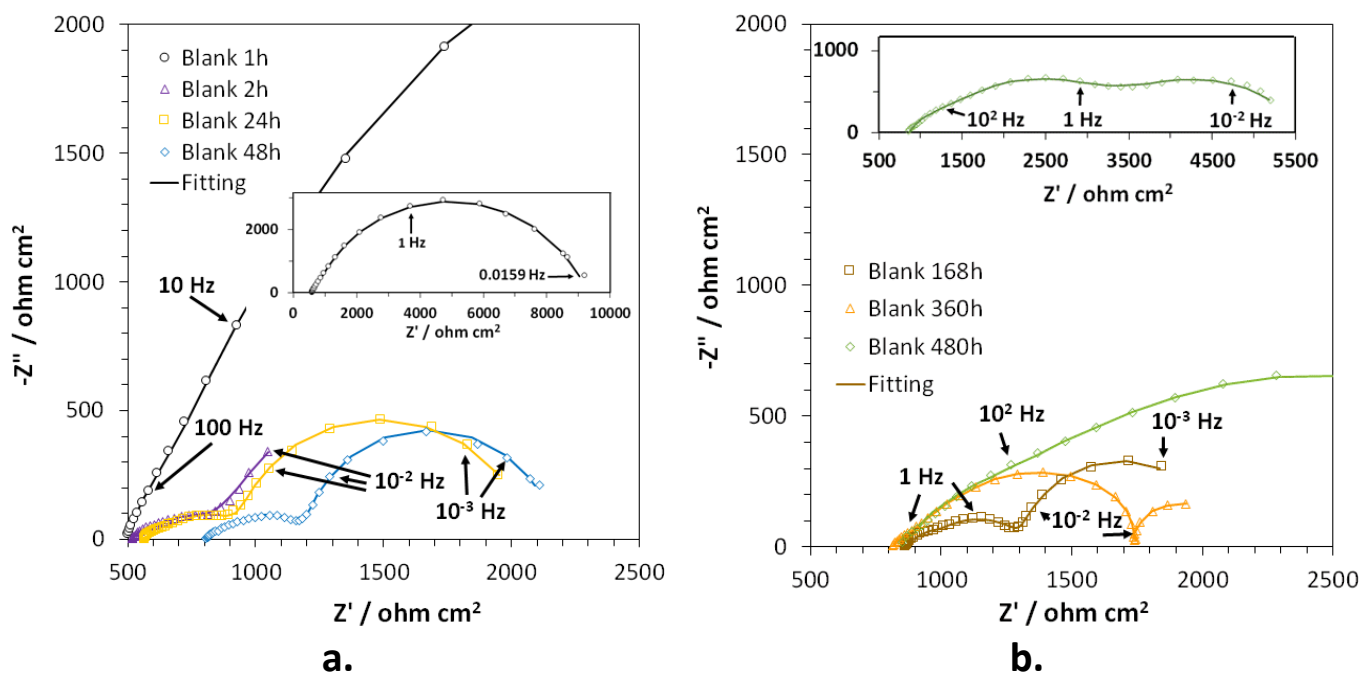 2000
1500
1000
500
0
-Z" / ohm cm²
Blank 1h
Blank 2h
Blank 24h
Blank 48h
Fitting
2000
0
1 Hz
0.0159 Hz
0 2000 4000 6000 8000 10000
Z' / ohm cm²
10 Hz
100 Hz
10⁻² Hz
10⁻³ Hz
500 1000 1500 2000 2500
Z' / ohm cm²
a.
2000
1500
1000
500
0
-Z" / ohm cm²
1000
0
10² Hz
1 Hz
10⁻² Hz
500 1500 2500 3500 4500 5500
Z' / ohm cm²
Blank 168h
Blank 360h
Blank 480h
Fitting
10² Hz
10⁻³ Hz
1 Hz
10⁻² Hz
500 1000 1500 2000 2500
Z' / ohm cm²
b.